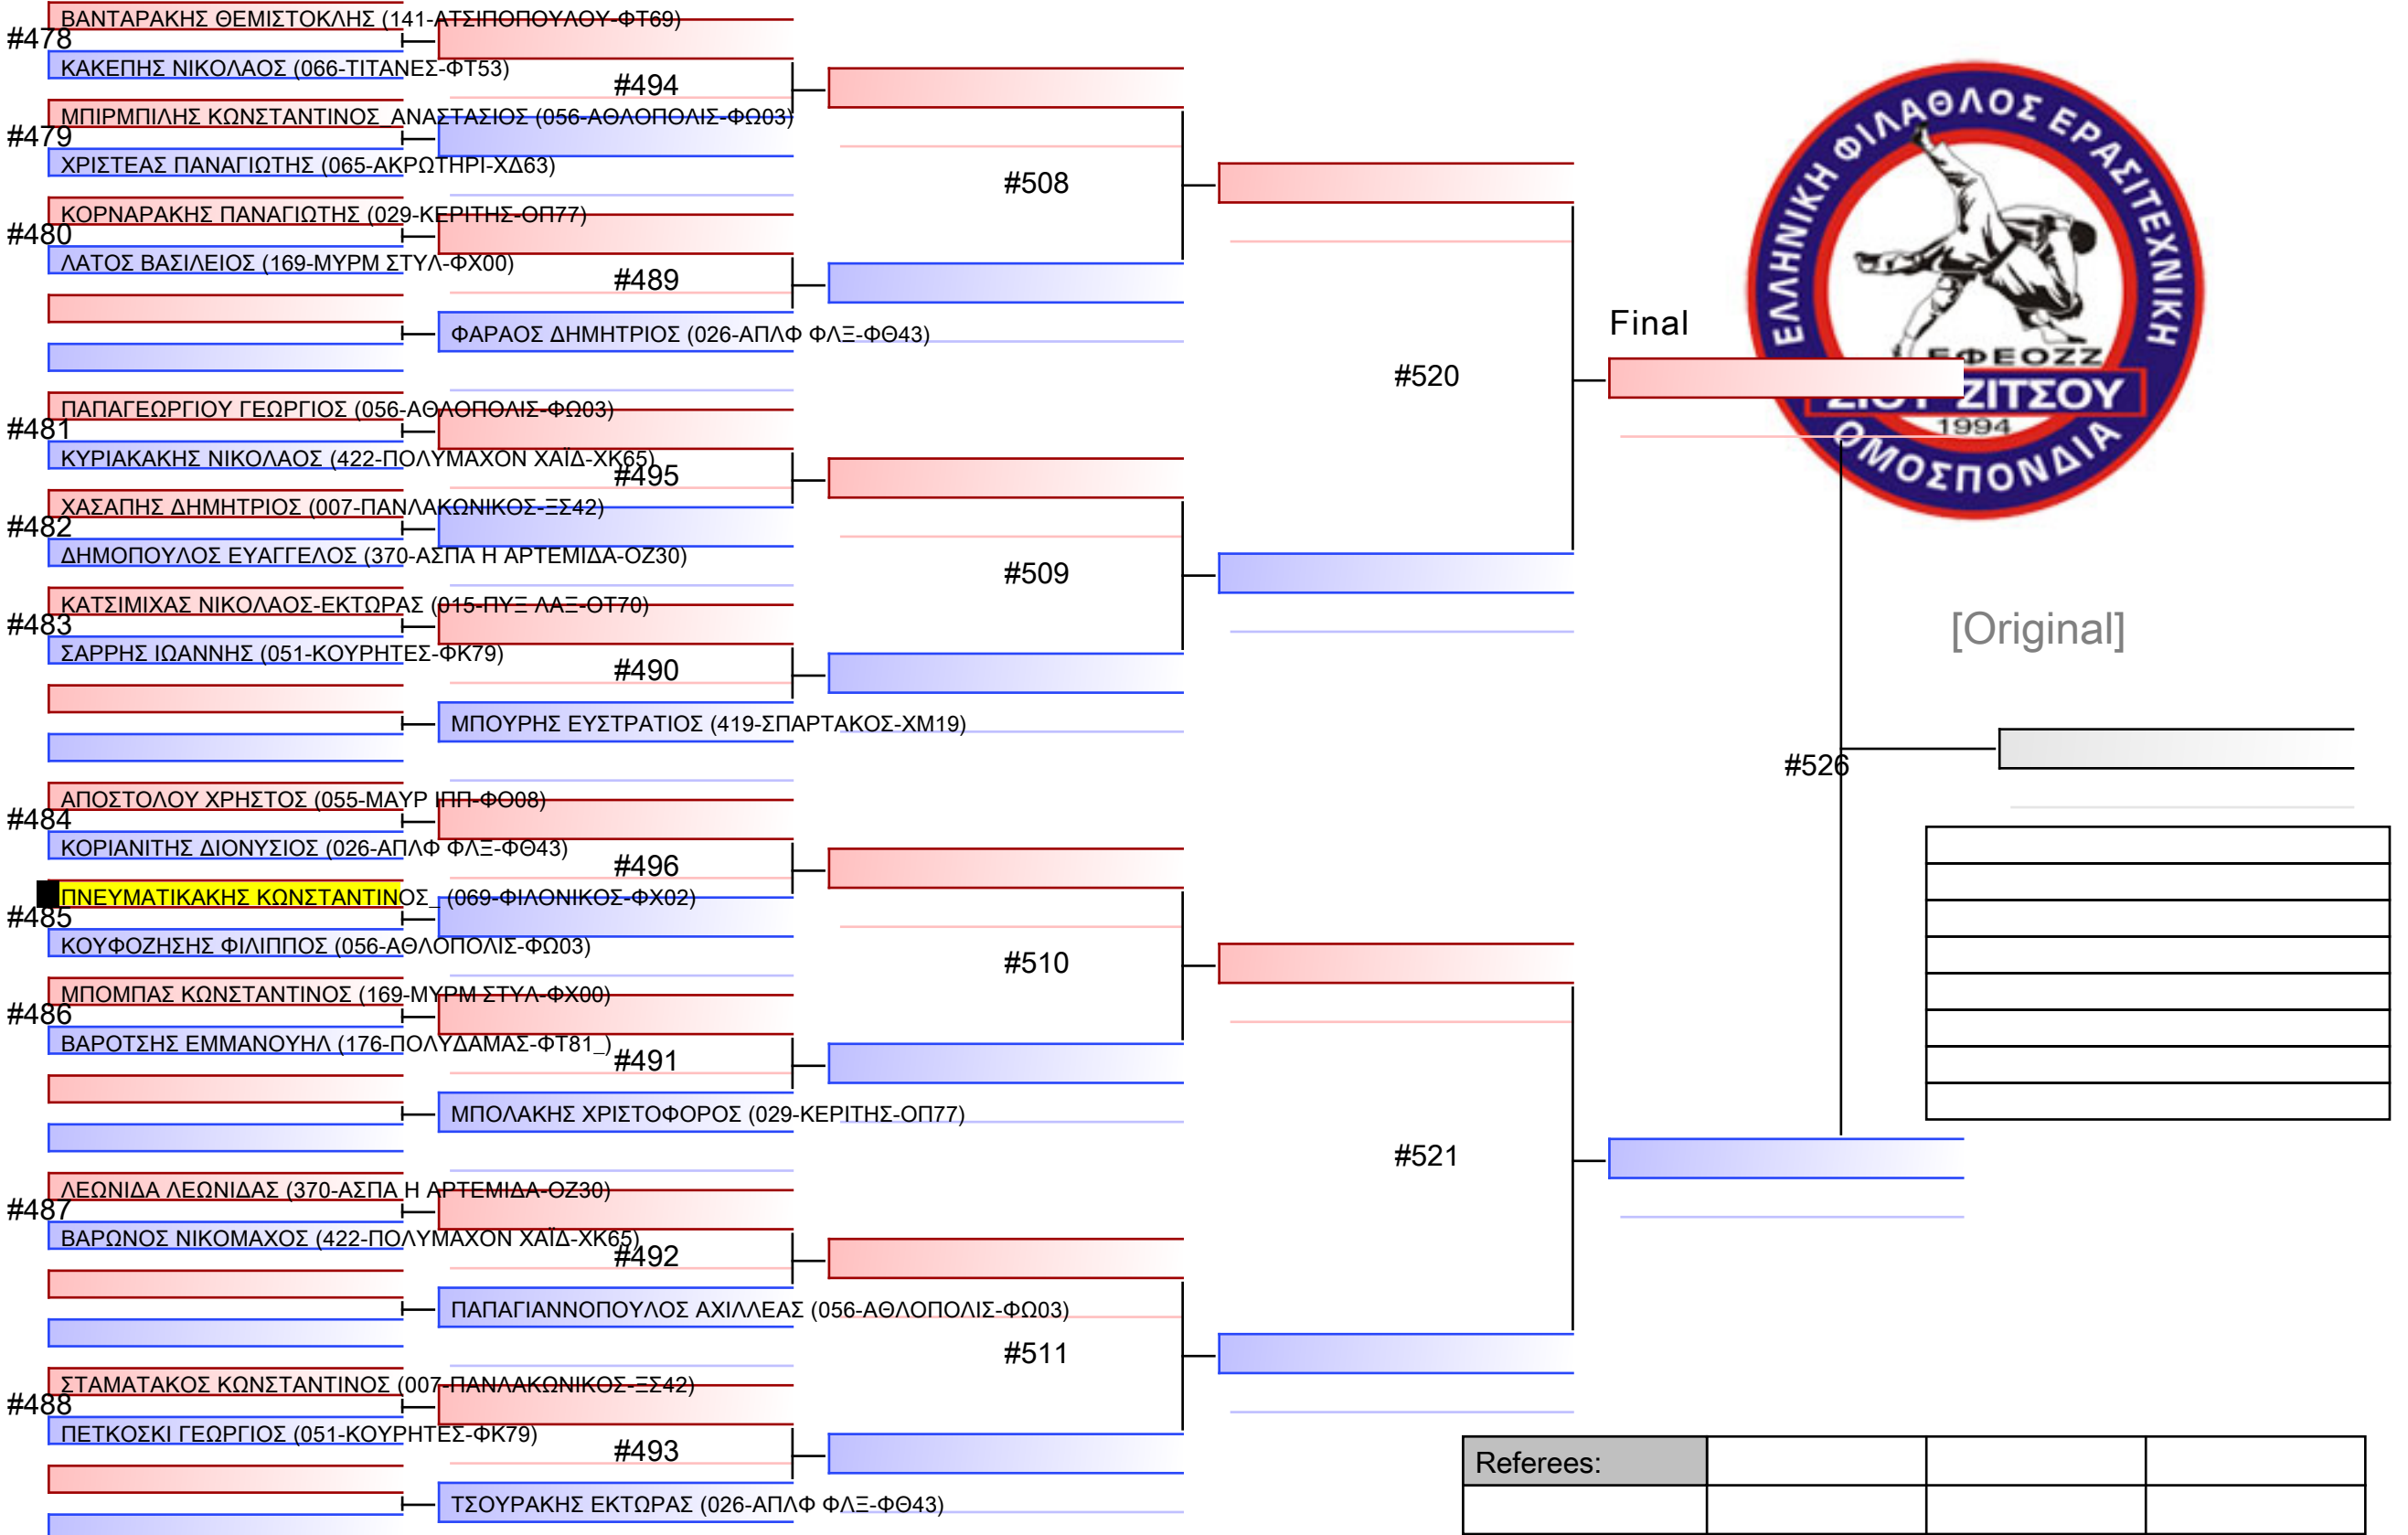 ΒΑΝΤΑΡΑΚΗΣ ΘΕΜΙΣΤΟΚΛΗΣ (141-ΑΤΣΙΠΟΠΟΥΛΟΥ-ΦΤ69)
#478
ΚΑΚΕΠΗΣ ΝΙΚΟΛΑΟΣ (066-ΤΙΤΑΝΕΣ-ΦΤ53)
#494
ΜΠΙΡΜΠΙΛΗΣ ΚΩΝΣΤΑΝΤΙΝΟΣ_ΑΝΑΣΤΑΣΙΟΣ (056-ΑΘΛΟΠΟΛΙΣ-ΦΩ03)
#479
ΧΡΙΣΤΕΑΣ ΠΑΝΑΓΙΩΤΗΣ (065-ΑΚΡΩΤΗΡΙ-ΧΔ63)
#508
ΚΟΡΝΑΡΑΚΗΣ ΠΑΝΑΓΙΩΤΗΣ (029-ΚΕΡΙΤΗΣ-ΟΠ77)
#480
ΛΑΤΟΣ ΒΑΣΙΛΕΙΟΣ (169-ΜΥΡΜ ΣΤΥΛ-ΦΧ00)
#489
ΦΑΡΑΟΣ ΔΗΜΗΤΡΙΟΣ (026-ΑΠΛΦ ΦΛΞ-ΦΘ43)
#520
Final
ΕΛΛΗΝΙΚΗ ΦΙΛΑΘΛΟΣ ΕΡΑΣΙΤΕΧΝΙΚΗ
ΕΦΕΟΖΖ
ΖΙΟΥ ΖΙΤΣΟΥ
1994
ΟΜΟΣΠΟΝΔΙΑ
ΠΑΠΑΓΕΩΡΓΙΟΥ ΓΕΩΡΓΙΟΣ (056-ΑΘΛΟΠΟΛΙΣ-ΦΩ03)
#481
ΚΥΡΙΑΚΑΚΗΣ ΝΙΚΟΛΑΟΣ (422-ΠΟΛΥΜΑΧΟΝ ΧΑΪΔ-ΧΚ65)
#495
ΧΑΣΑΠΗΣ ΔΗΜΗΤΡΙΟΣ (007-ΠΑΝΛΑΚΩΝΙΚΟΣ-ΞΣ42)
#482
ΔΗΜΟΠΟΥΛΟΣ ΕΥΑΓΓΕΛΟΣ (370-ΑΣΠΑ Η ΑΡΤΕΜΙΔΑ-ΟΖ30)
#509
ΚΑΤΣΙΜΙΧΑΣ ΝΙΚΟΛΑΟΣ-ΕΚΤΩΡΑΣ (015-ΠΥΞ ΛΑΞ-ΟΤ70)
#483
ΣΑΡΡΗΣ ΙΩΑΝΝΗΣ (051-ΚΟΥΡΗΤΕΣ-ΦΚ79)
[Original]
#490
ΜΠΟΥΡΗΣ ΕΥΣΤΡΑΤΙΟΣ (419-ΣΠΑΡΤΑΚΟΣ-ΧΜ19)
#526
ΑΠΟΣΤΟΛΟΥ ΧΡΗΣΤΟΣ (055-ΜΑΥΡ ΙΠΠ-ΦΟ08)
#484
ΚΟΡΙΑΝΙΤΗΣ ΔΙΟΝΥΣΙΟΣ (026-ΑΠΛΦ ΦΛΞ-ΦΘ43)
#496
ΠΝΕΥΜΑΤΙΚΑΚΗΣ ΚΩΝΣΤΑΝΤΙΝΟΣ_ (069-ΦΙΛΟΝΙΚΟΣ-ΦΧ02)
#485
ΚΟΥΦΟΖΗΣΗΣ ΦΙΛΙΠΠΟΣ (056-ΑΘΛΟΠΟΛΙΣ-ΦΩ03)
#510
ΜΠΟΜΠΑΣ ΚΩΝΣΤΑΝΤΙΝΟΣ (169-ΜΥΡΜ ΣΤΥΛ-ΦΧ00)
#486
ΒΑΡΟΤΣΗΣ ΕΜΜΑΝΟΥΗΛ (176-ΠΟΛΥΔΑΜΑΣ-ΦΤ81_)
#491
ΜΠΟΛΑΚΗΣ ΧΡΙΣΤΟΦΟΡΟΣ (029-ΚΕΡΙΤΗΣ-ΟΠ77)
#521
ΛΕΩΝΙΔΑ ΛΕΩΝΙΔΑΣ (370-ΑΣΠΑ Η ΑΡΤΕΜΙΔΑ-ΟΖ30)
#487
ΒΑΡΩΝΟΣ ΝΙΚΟΜΑΧΟΣ (422-ΠΟΛΥΜΑΧΟΝ ΧΑΪΔ-ΧΚ65)
#492
ΠΑΠΑΓΙΑΝΝΟΠΟΥΛΟΣ ΑΧΙΛΛΕΑΣ (056-ΑΘΛΟΠΟΛΙΣ-ΦΩ03)
#511
ΣΤΑΜΑΤΑΚΟΣ ΚΩΝΣΤΑΝΤΙΝΟΣ (007-ΠΑΝΛΑΚΩΝΙΚΟΣ-ΞΣ42)
#488
ΠΕΤΚΟΣΚΙ ΓΕΩΡΓΙΟΣ (051-ΚΟΥΡΗΤΕΣ-ΦΚ79)
#493
Referees:
ΤΣΟΥΡΑΚΗΣ ΕΚΤΩΡΑΣ (026-ΑΠΛΦ ΦΛΞ-ΦΘ43)